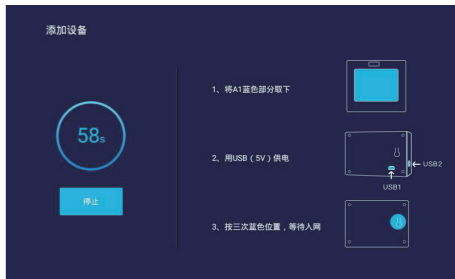 添加设备
58s
停止
1、将A1蓝色部分取下
2、用USB（5V）供电
USB2
USB1
3、按三次蓝色位置，等待入网